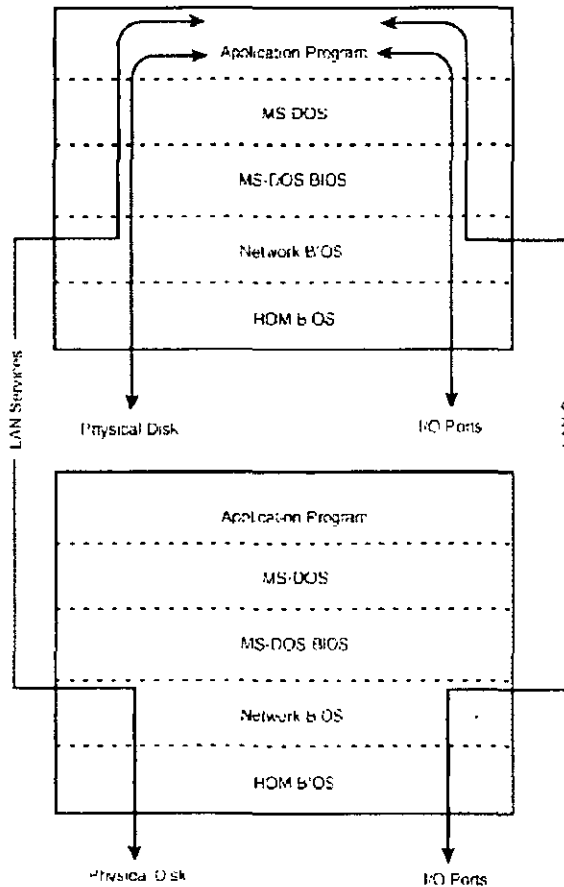 Application Program
MS-DOS
MS-DOS BIOS
Network BIOS
ROM BIOS
LAN Services
Physical Disk
I/O Ports
Application Program
MS-DOS
MS-DOS BIOS
Network BIOS
ROM BIOS
Physical Disk
I/O Ports